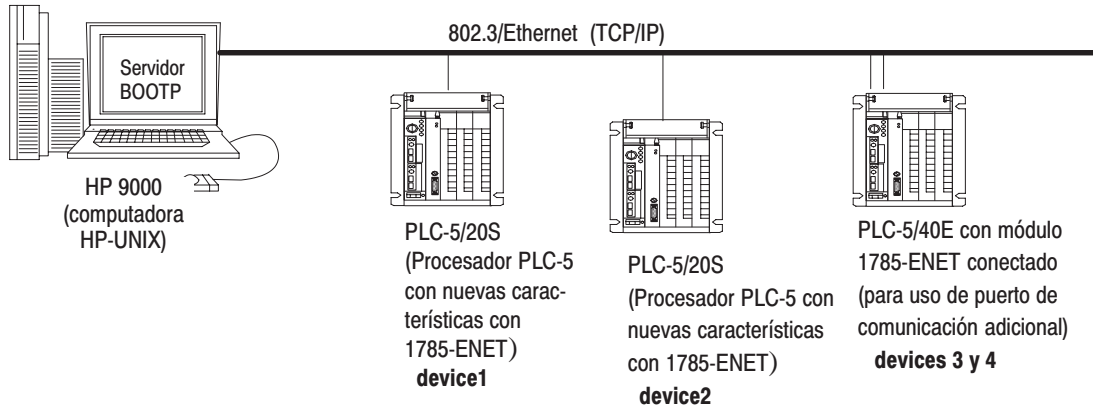 802.3/Ethernet (TCP/IP)
Servidor
BOOTP
HP 9000
(computadora
HP-UNIX)
PLC-5/20S
(Procesador PLC-5
con nuevas carac-
terísticas con
1785-ENET)
device1
PLC-5/20S
(Procesador PLC-5 con
nuevas características
con 1785-ENET)
device2
PLC-5/40E con módulo
1785-ENET conectado
(para uso de puerto de
comunicación adicional)
devices 3 y 4